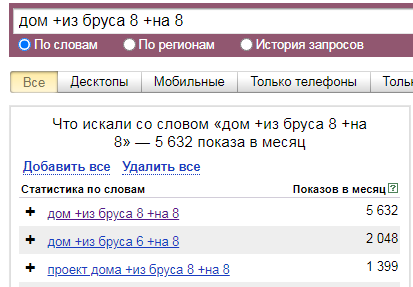 дом +из бруса 8 +на 8
По словам По регионам История запросов
Все Десктопы Мобильные Только телефоны
Что искали со словом «дом +из бруса 8 +на
8» — 5 632 показа в месяц
Добавить все Удалить все
Статистика по словам Показов в месяц ?
+ дом +из бруса 8 +на 8 5 632
+ дом +из бруса 6 +на 8 2 048
+ проект дома +из бруса 8 +на 8 1 399